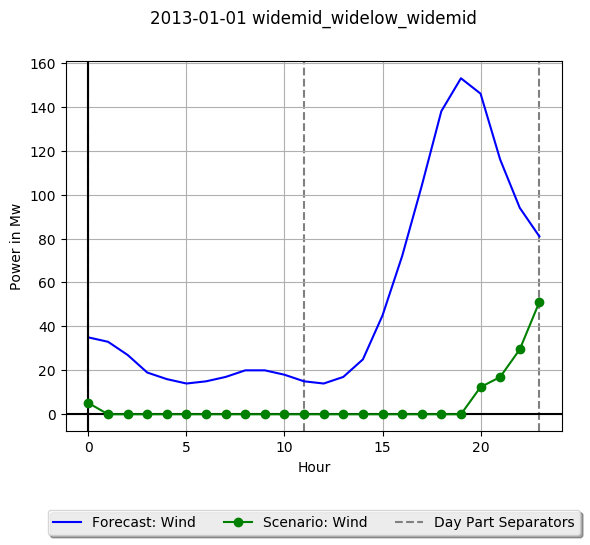 2013-01-01 widemid_widelow_widemid
160
140
120
100
80
60
40
20
0
Power in Mw
0 5 10 15 20
Hour
Forecast: Wind Scenario: Wind Day Part Separators